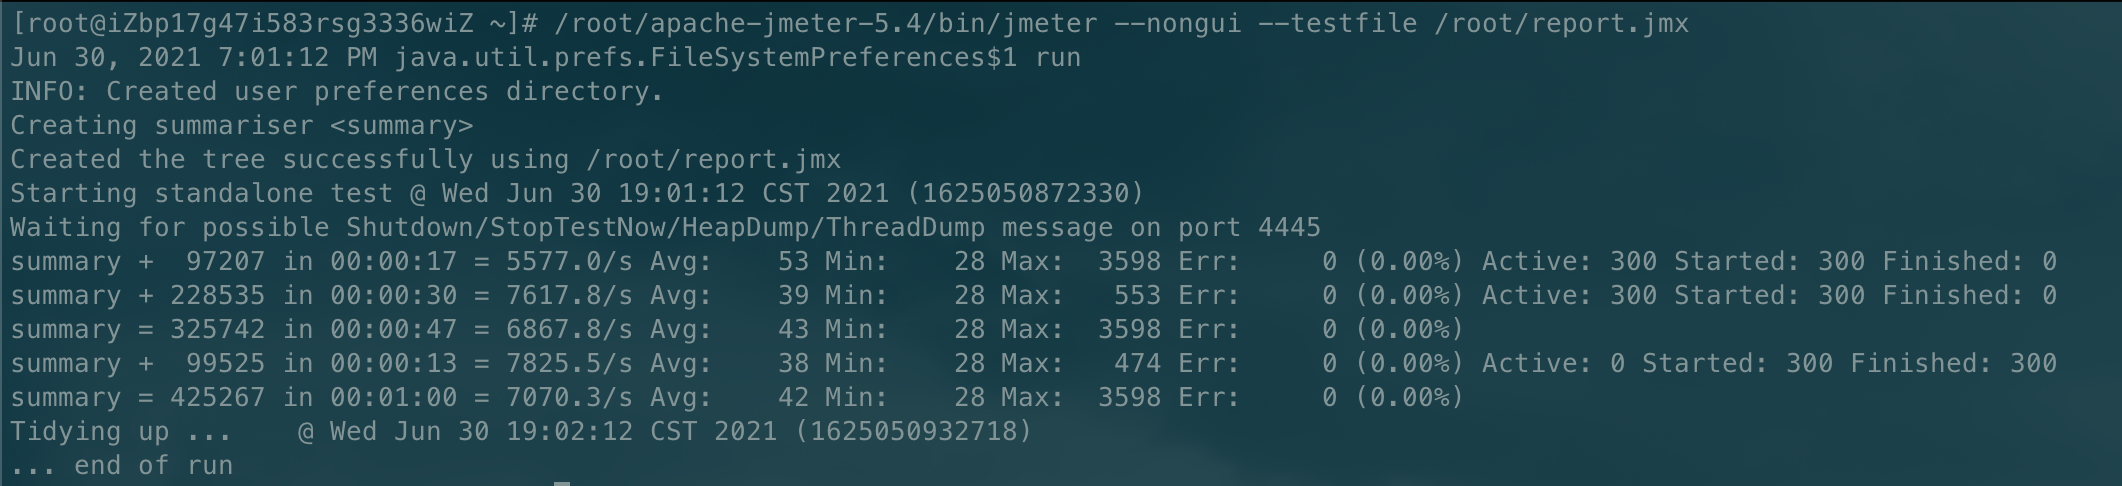 [root@iZbp17g47i583rsg3336wiZ ~]# /root/apache-jmeter-5.4/bin/jmeter --nongui --testfile /root/report.jmx
Jun 30, 2021 7:01:12 PM java.util.prefs.FileSystemPreferences$1 run
INFO: Created user preferences directory.
Creating summariser <summary>
Created the tree successfully using /root/report.jmx
Starting standalone test @ Wed Jun 30 19:01:12 CST 2021 (1625050872330)
Waiting for possible Shutdown/StopTestNow/HeapDump/ThreadDump message on port 4445
summary +  97207 in 00:00:17 = 5577.0/s Avg:    53 Min:    28 Max:  3598 Err:     0 (0.00%) Active: 300 Started: 300 Finished: 0
summary + 228535 in 00:00:30 = 7617.8/s Avg:    39 Min:    28 Max:   553 Err:     0 (0.00%) Active: 300 Started: 300 Finished: 0
summary = 325742 in 00:00:47 = 6867.8/s Avg:    43 Min:    28 Max:  3598 Err:     0 (0.00%)
summary +  99525 in 00:00:13 = 7825.5/s Avg:    38 Min:    28 Max:   474 Err:     0 (0.00%) Active: 0 Started: 300 Finished: 300
summary = 425267 in 00:01:00 = 7070.3/s Avg:    42 Min:    28 Max:  3598 Err:     0 (0.00%)
Tidying up ...    @ Wed Jun 30 19:02:12 CST 2021 (1625050932718)
... end of run